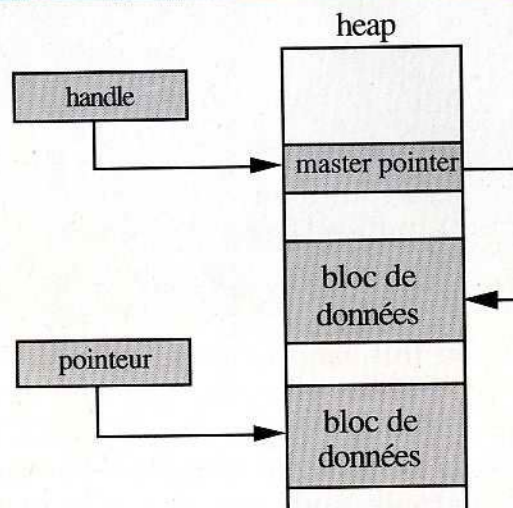 heap
handle
master pointer
bloc de
données
pointeur
bloc de
données